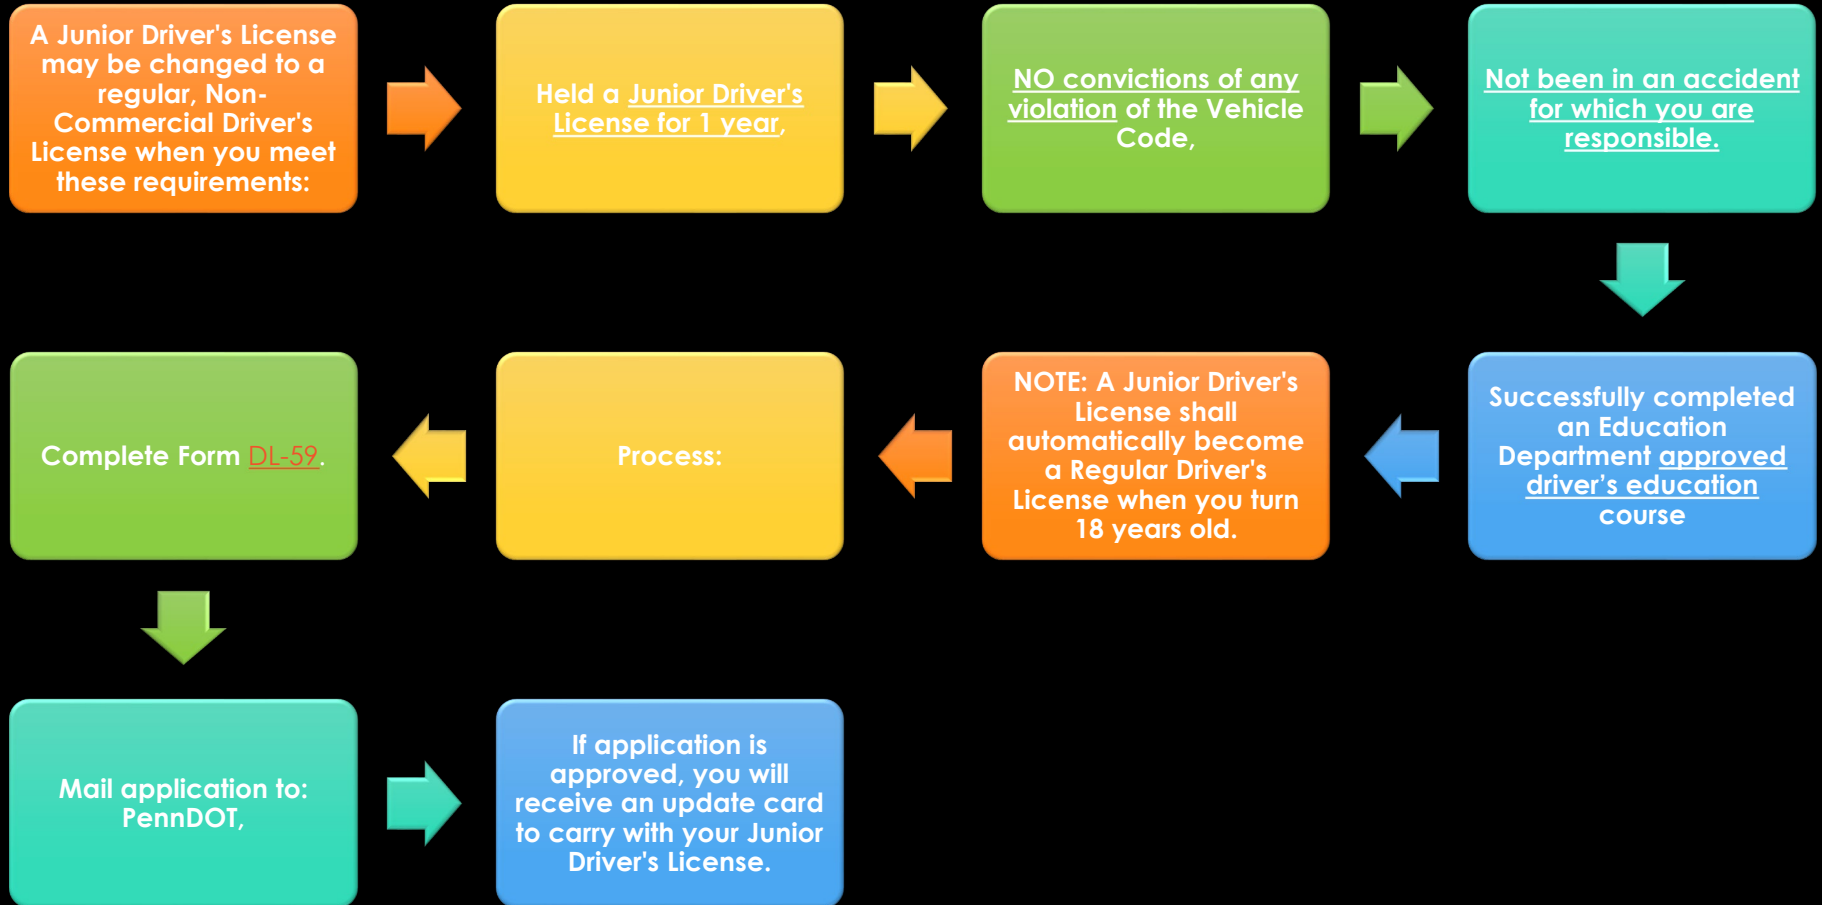 A Junior Driver's License
may be changed to a
regular, Non-
Commercial Driver's
License when you meet
these requirements:
Held a Junior Driver's
License for 1 year,
NO convictions of any
violation of the Vehicle
Code,
Not been in an accident
for which you are
responsible.
Successfully completed
an Education
Department approved
driver’s education
course
NOTE: A Junior Driver's
License shall
automatically become
a Regular Driver's
License when you turn
18 years old.
Process:
Complete Form DL-59.
Mail application to:
PennDOT,
If application is
approved, you will
receive an update card
to carry with your Junior
Driver's License.